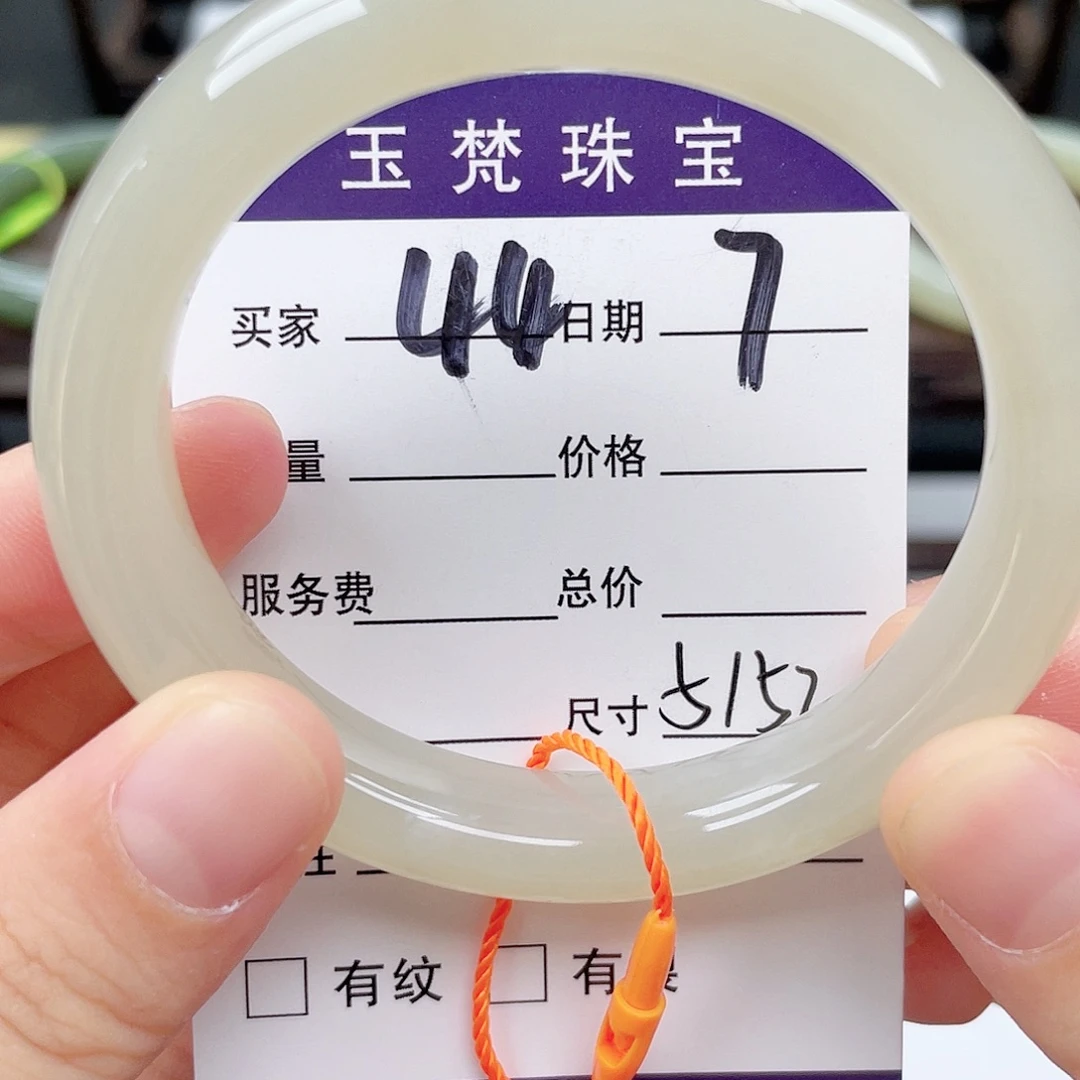 玉梵珠宝
买家 44 日期 7
量 价格
服务费 总价
尺寸
有纹 有